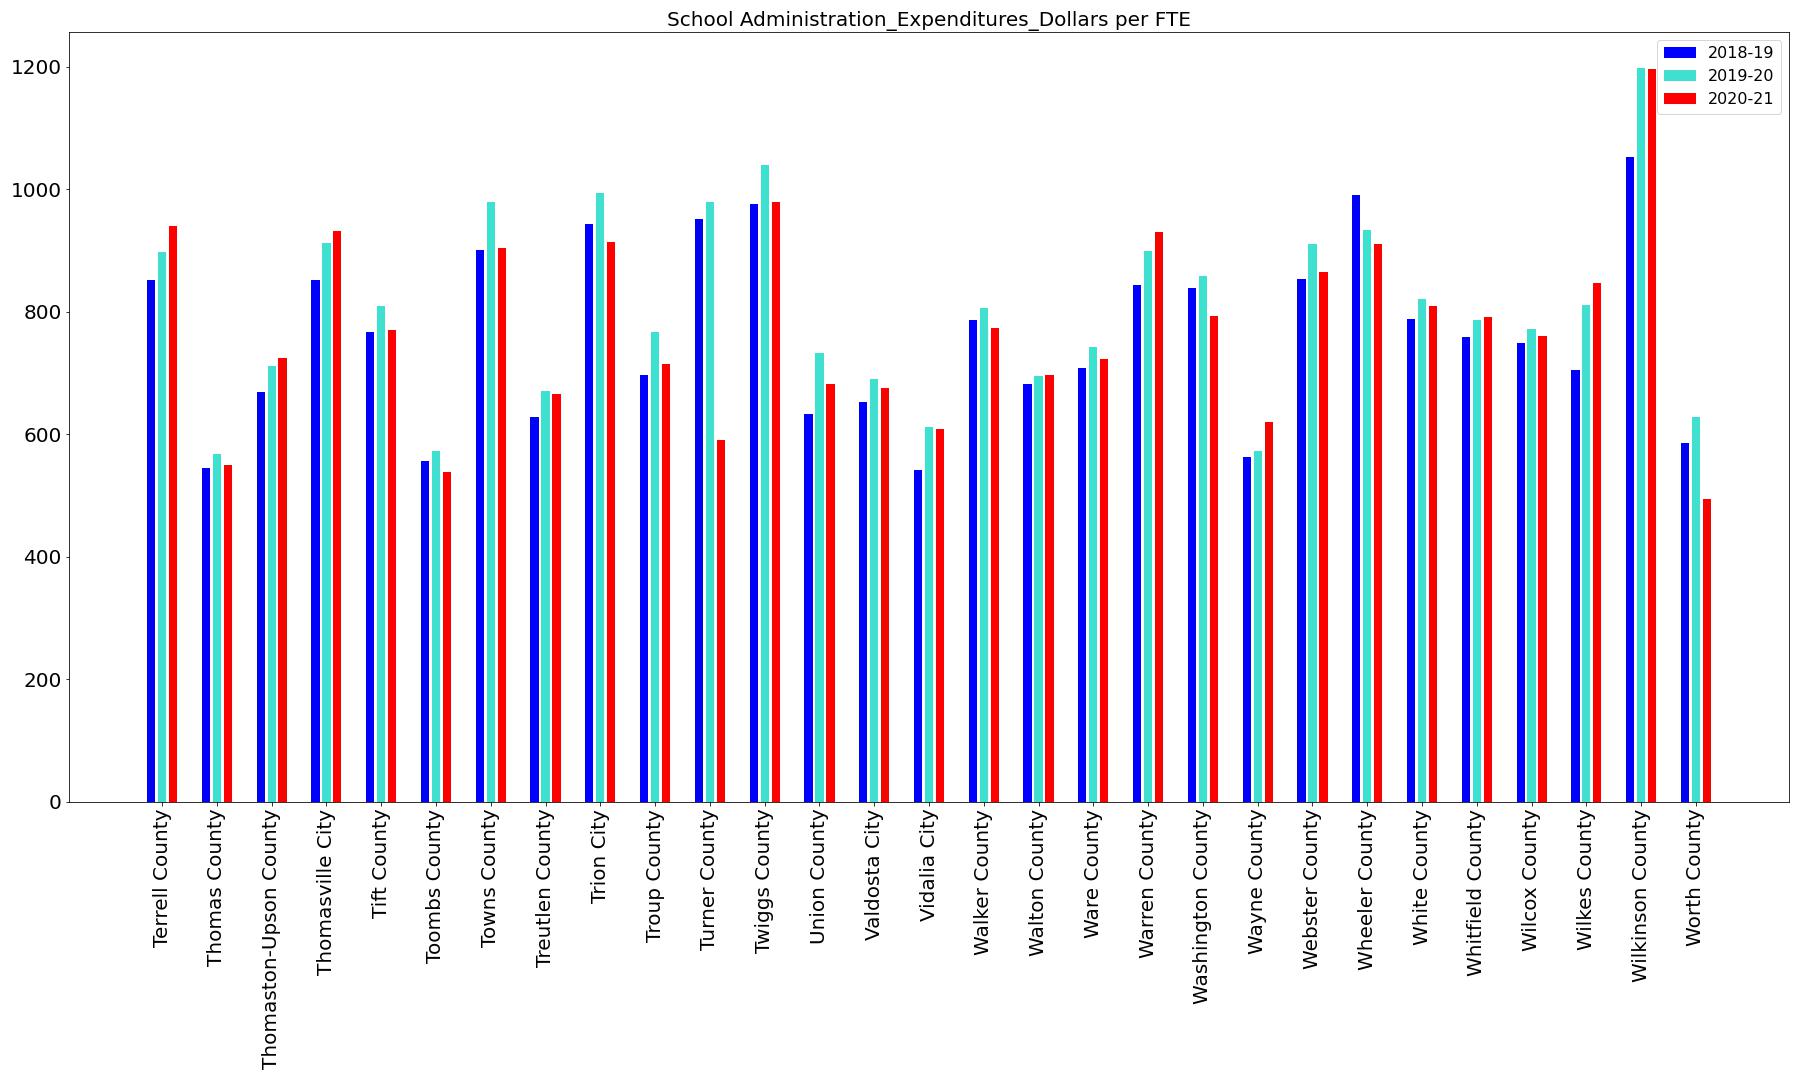 School Administration_Expenditures_Dollars per FTE
2018-19
2019-20
2020-21
1200
1000
800
600
400
200
0
Terrell County
Thomas County
Thomaston-Upson County
Thomasville City
Tift County
Toombs County
Towns County
Treutlen County
Trion City
Troup County
Turner County
Twiggs County
Union County
Valdosta City
Vidalia City
Walker County
Walton County
Ware County
Warren County
Washington County
Wayne County
Webster County
Wheeler County
White County
Whitfield County
Wilcox County
Wilkes County
Wilkinson County
Worth County